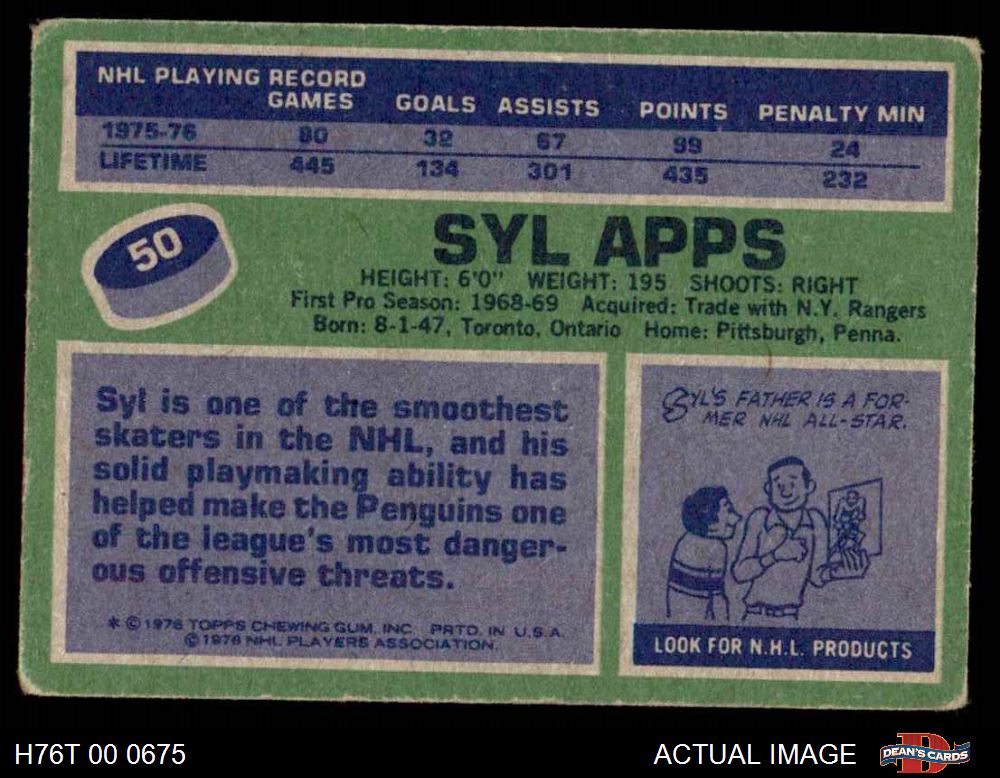 NHL PLAYING RECORD
GAMES GOALS ASSISTS POINTS PENALTY MIN
1975-76 80 32 67 99 24
LIFETIME 445 134 301 435 232
50
SYL APPS
HEIGHT: 6'0" WEIGHT: 195 SHOOTS: RIGHT
First Pro Season: 1968-69 Acquired: Trade with N.Y. Rangers
Born: 8-1-47, Toronto, Ontario Home: Pittsburgh, Penna.
Syl is one of the smoothest
skaters in the NHL, and his
solid playmaking ability has
helped make the Penguins one
of the league's most danger-
ous offensive threats.
* © 1976 TOPPS CHEWING GUM, INC. PRTD. IN U.S.A.
© 1976 NHL PLAYERS ASSOCIATION.
SYL'S FATHER IS A FOR-
MER NHL ALL-STAR.
LOOK FOR N.H.L. PRODUCTS
H76T 00 0675
ACTUAL IMAGE
DEAN'S CARDS